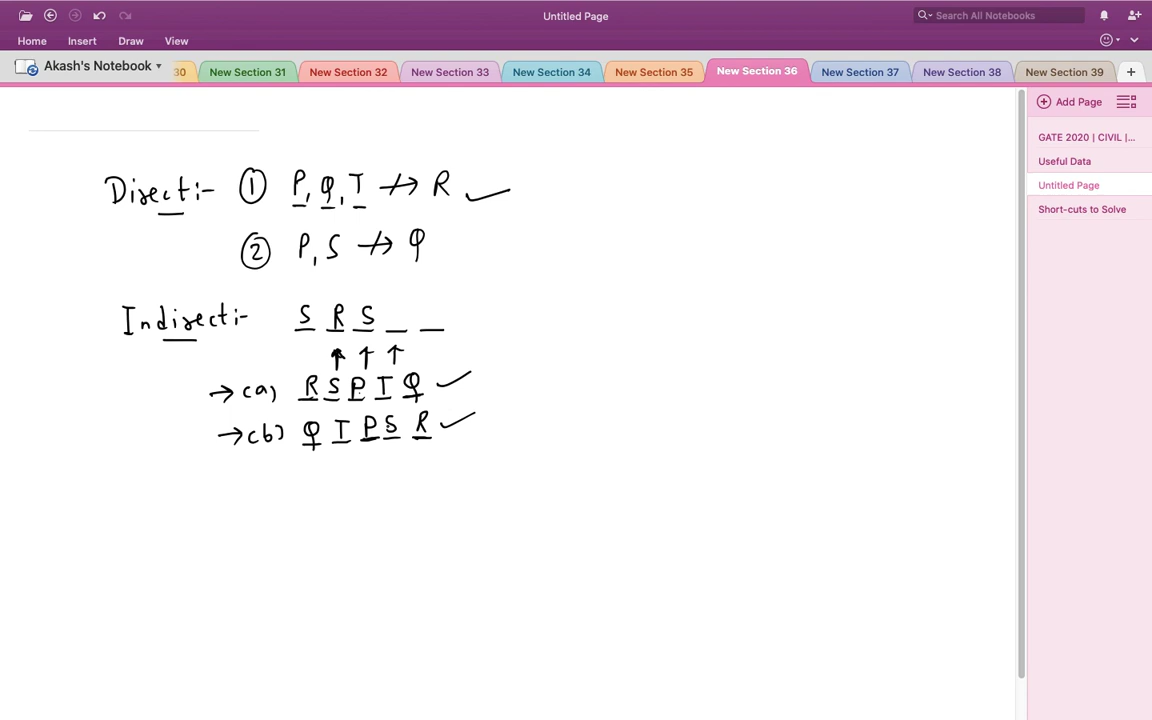 Untitled Page
Search All Notebooks
Home Insert Draw View
Akash's Notebook
30 New Section 31 New Section 32 New Section 33 New Section 34 New Section 35 New Section 36 New Section 37 New Section 38 New Section 39 +
Add Page
GATE 2020 | CIVIL |...
Useful Data
Untitled Page
Short-cuts to Solve
Direct:- ① P, Q, T ↛ R ✓
② P, S ↛ Q
Indirect:- S R S _ _
↑ ↑ ↑
→ (a) R S P T Q ✓
→ (b) Q T P S R ✓